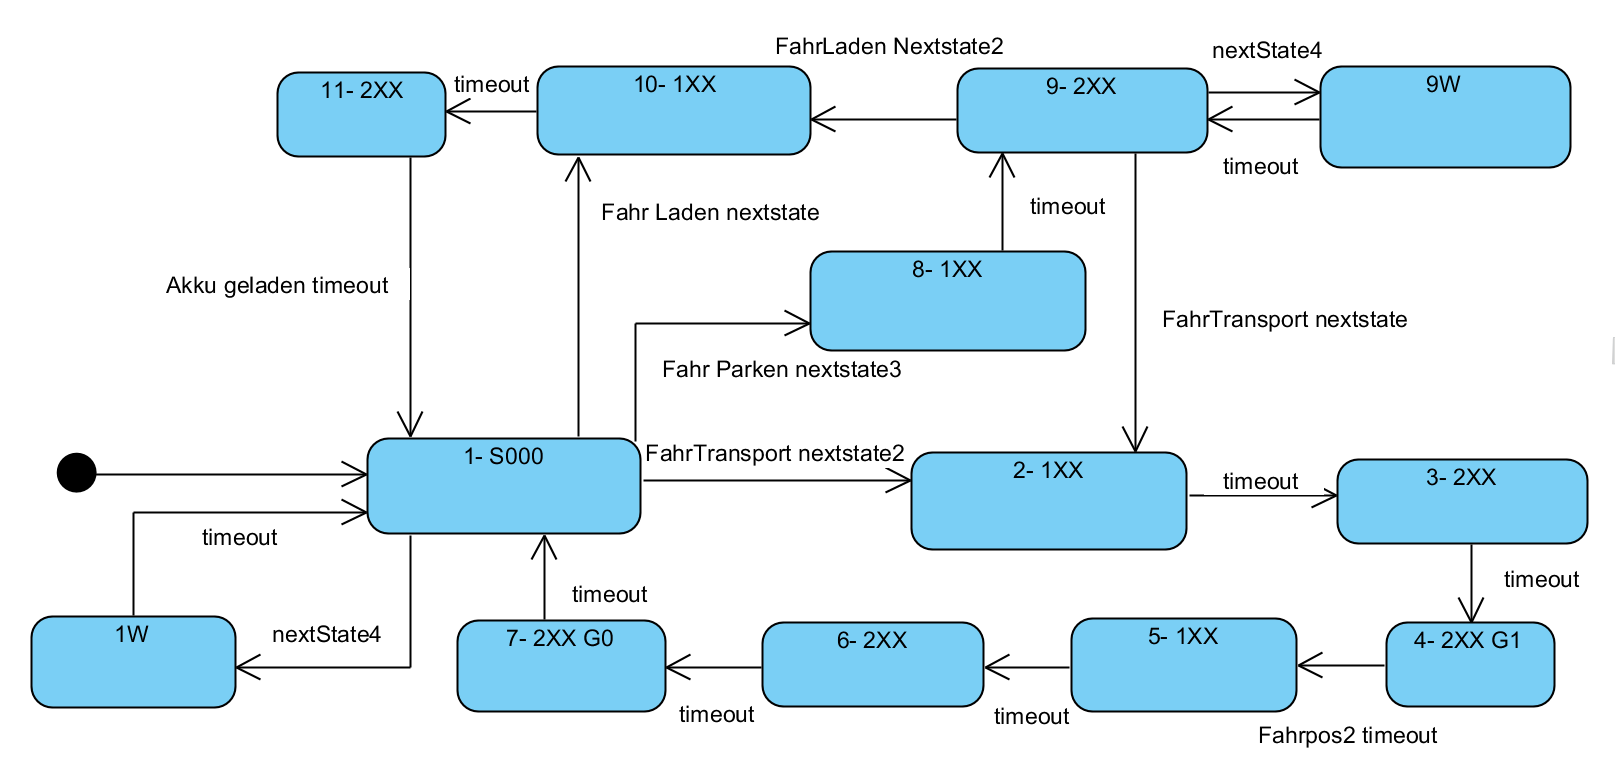 FahrLaden Nextstate2
nextState4
11- 2XX
timeout
10- 1XX
9- 2XX
9W
timeout
timeout
Fahr Laden nextstate
8- 1XX
Akku geladen timeout
FahrTransport nextstate
Fahr Parken nextstate3
1- S000
FahrTransport nextstate2
2- 1XX
timeout
3- 2XX
timeout
timeout
timeout
1W
nextState4
7- 2XX G0
6- 2XX
5- 1XX
4- 2XX G1
timeout
timeout
Fahrpos2 timeout